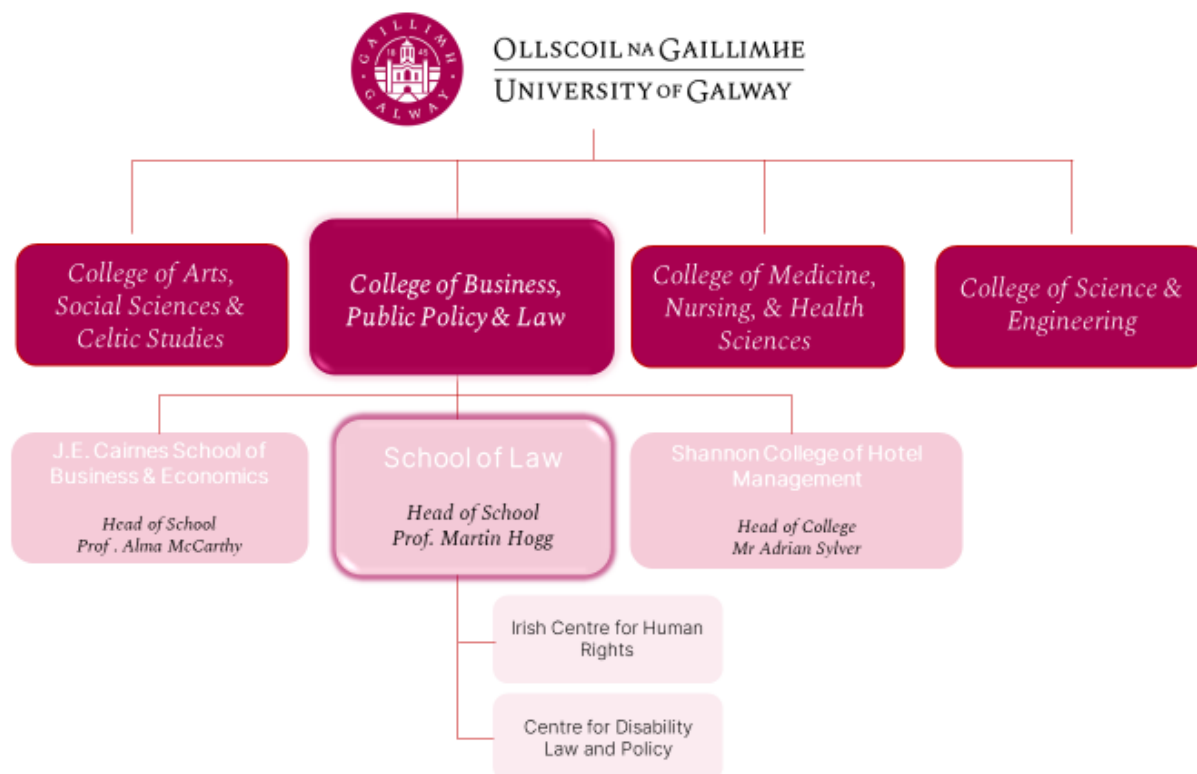 GAILLIMH
1845
GALWAY
OLLSCOIL NA GAILLIMHE
UNIVERSITY OF GALWAY
College of Arts,
Social Sciences &
Celtic Studies
College of Business,
Public Policy & Law
College of Medicine,
Nursing, & Health
Sciences
College of Science &
Engineering
J.E. Cairnes School of
Business & Economics
Head of School
Prof . Alma McCarthy
School of Law
Head of School
Prof. Martin Hogg
Shannon College of Hotel
Management
Head of College
Mr Adrian Sylver
Irish Centre for Human
Rights
Centre for Disability
Law and Policy